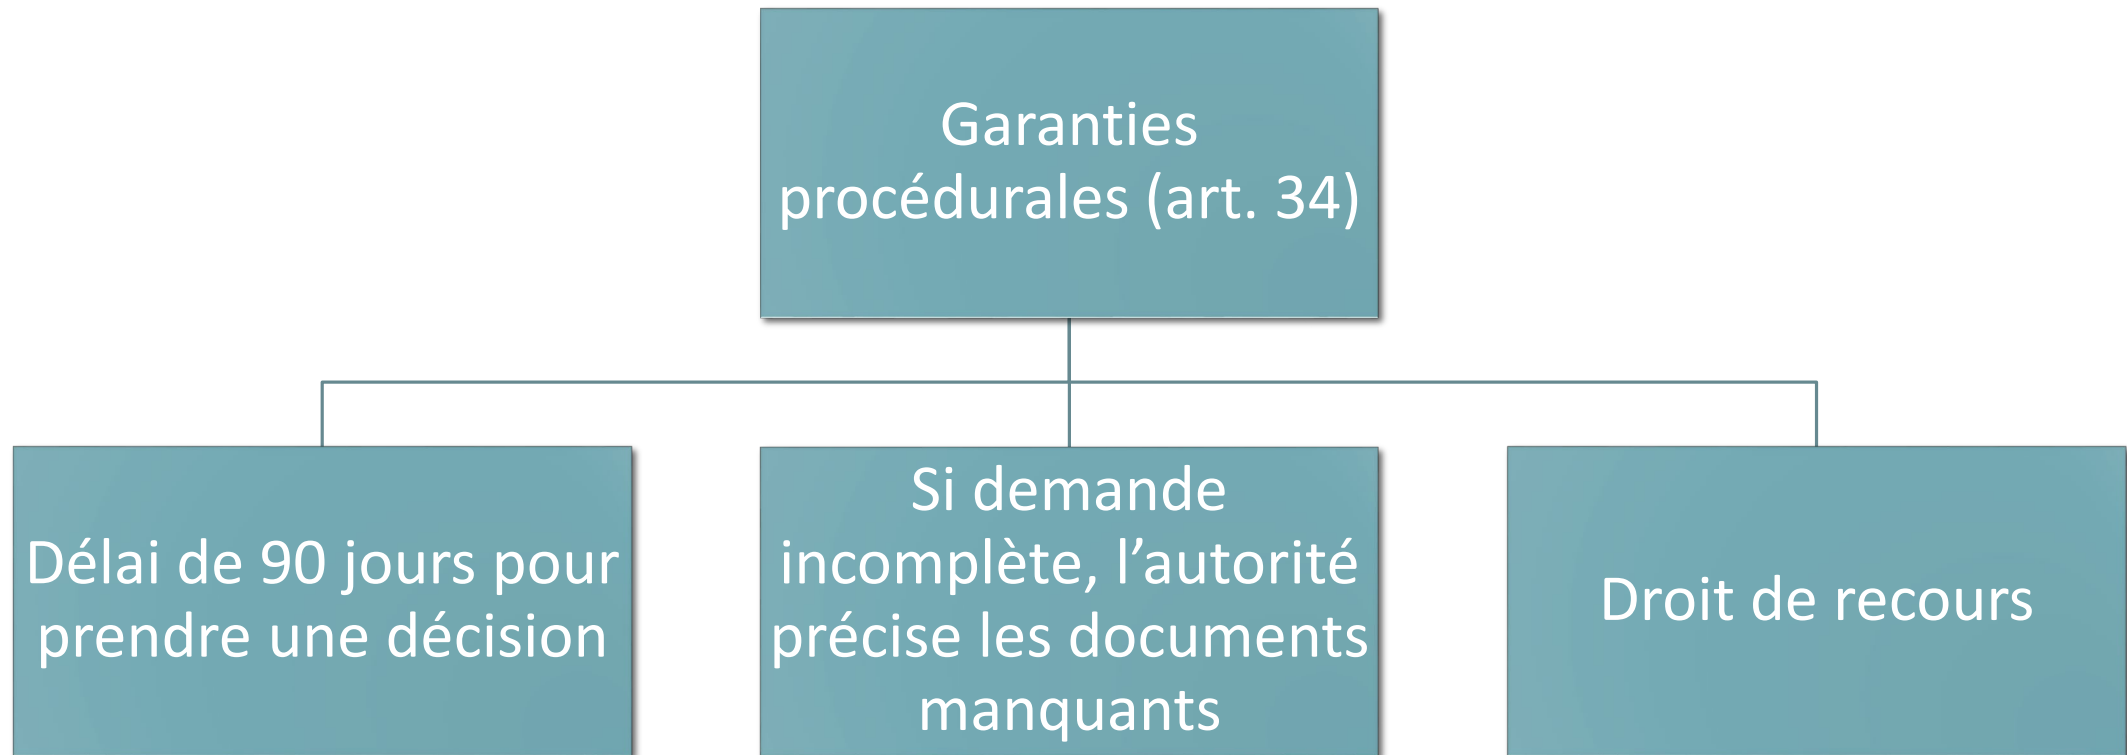 Garanties
procédurales (art. 34)
Délai de 90 jours pour
prendre une décision
Si demande
incomplète, l’autorité
précise les documents
manquants
Droit de recours